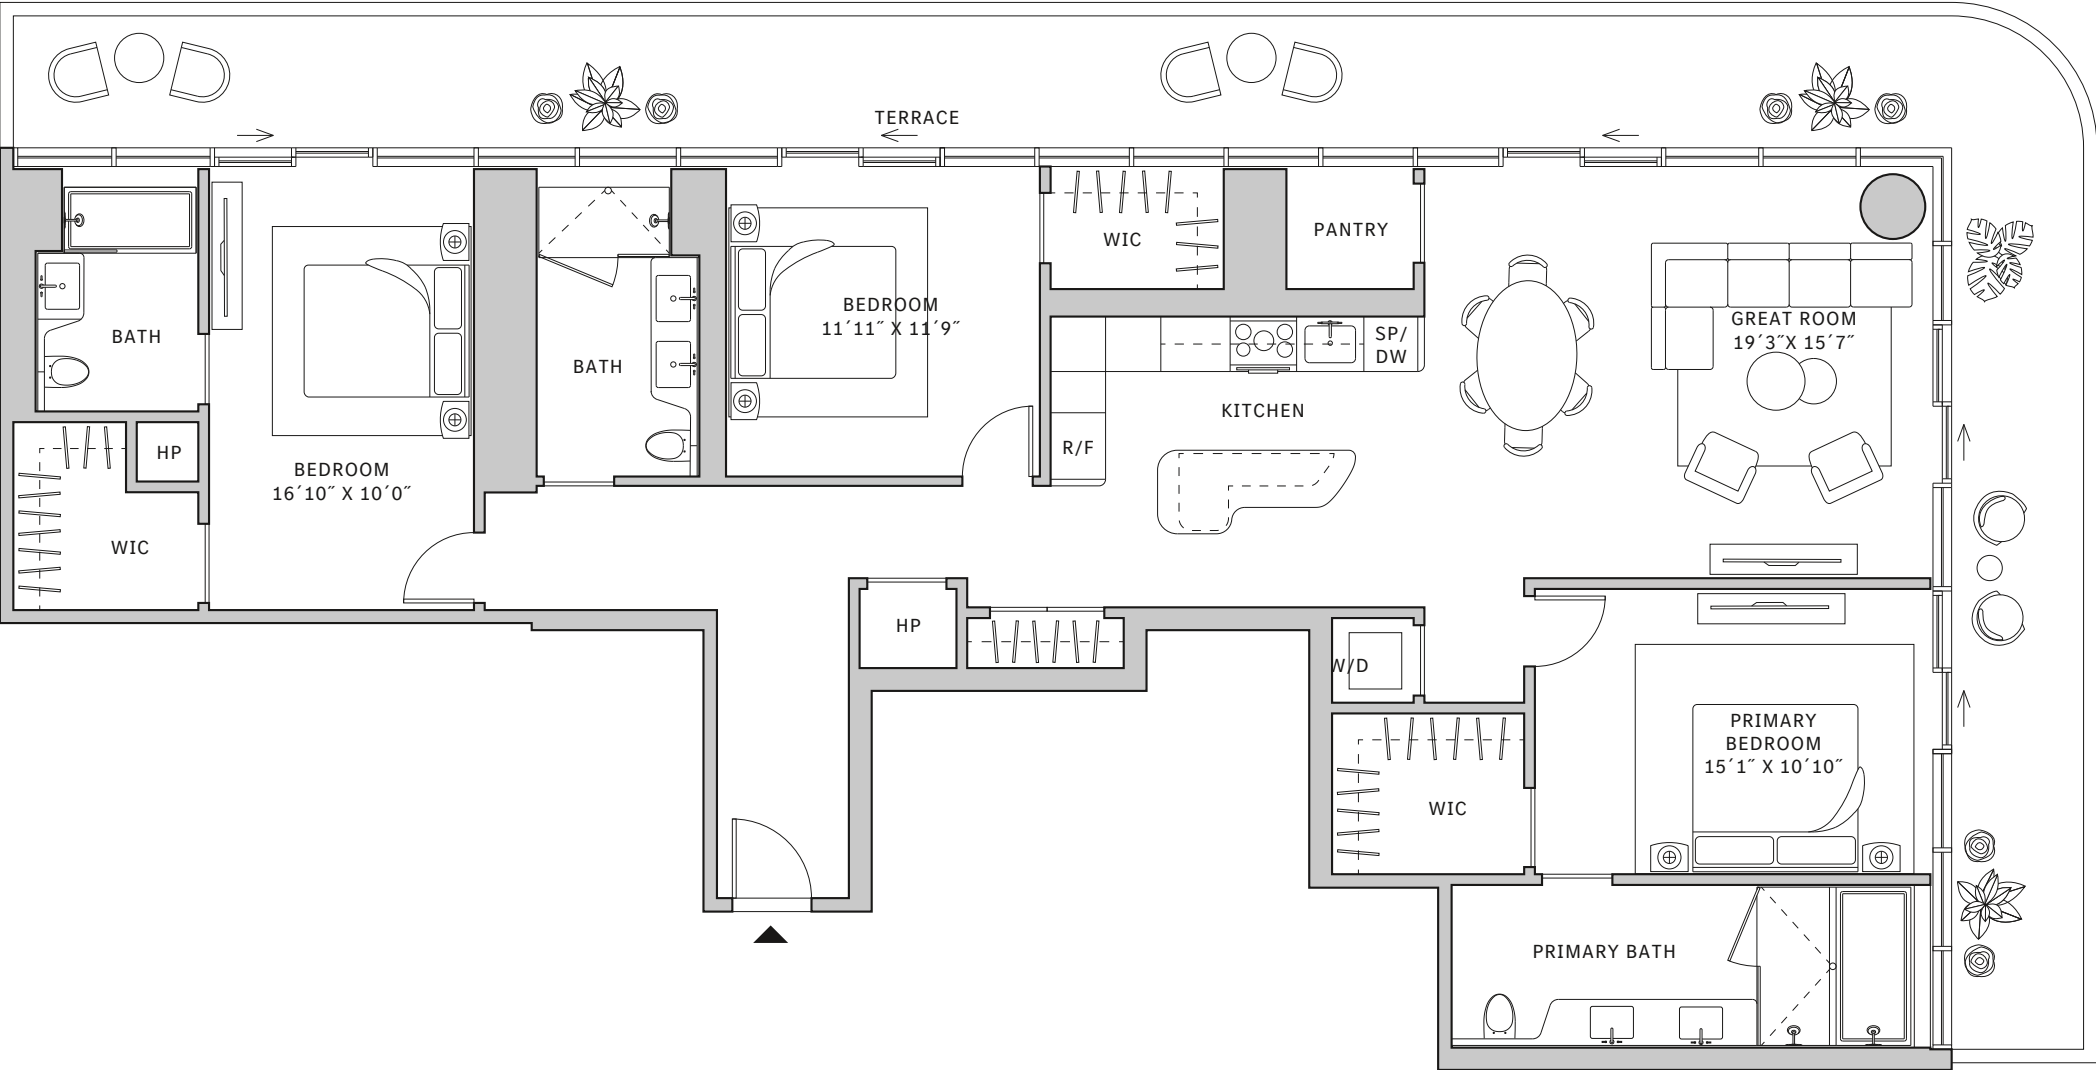 TERRACE
BATH
HP
WIC
BEDROOM
16´10˝ X 10´0˝
BATH
BEDROOM
11´11˝ X 11´9˝
WIC
PANTRY
SP/
DW
KITCHEN
R/F
GREAT ROOM
19´3˝X 15´7˝
HP
W/D
WIC
PRIMARY
BEDROOM
15´1˝ X 10´10˝
PRIMARY BATH